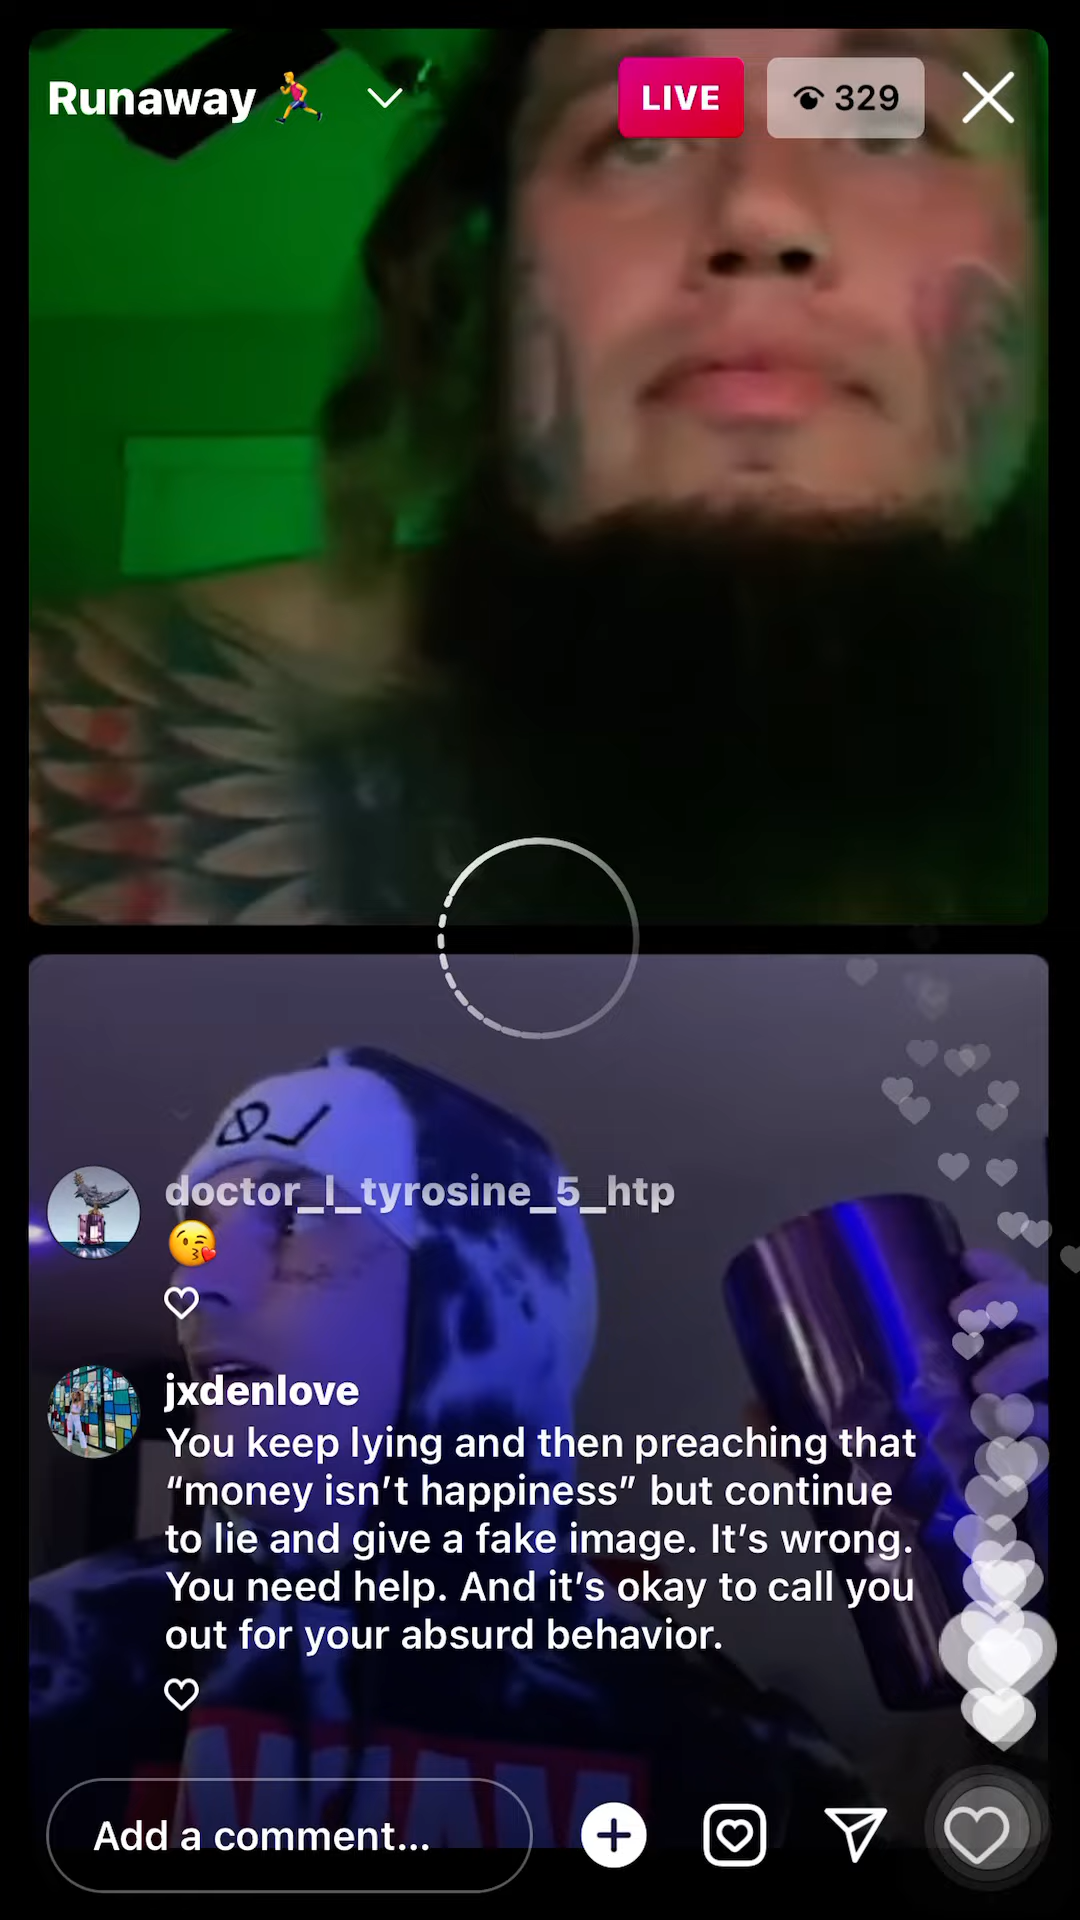 Runaway 🏃
LIVE
329
doctor_l_tyrosine_5_htp
😘
jxdenlove
You keep lying and then preaching that
“money isn’t happiness” but continue
to lie and give a fake image. It’s wrong.
You need help. And it’s okay to call you
out for your absurd behavior.
Add a comment...